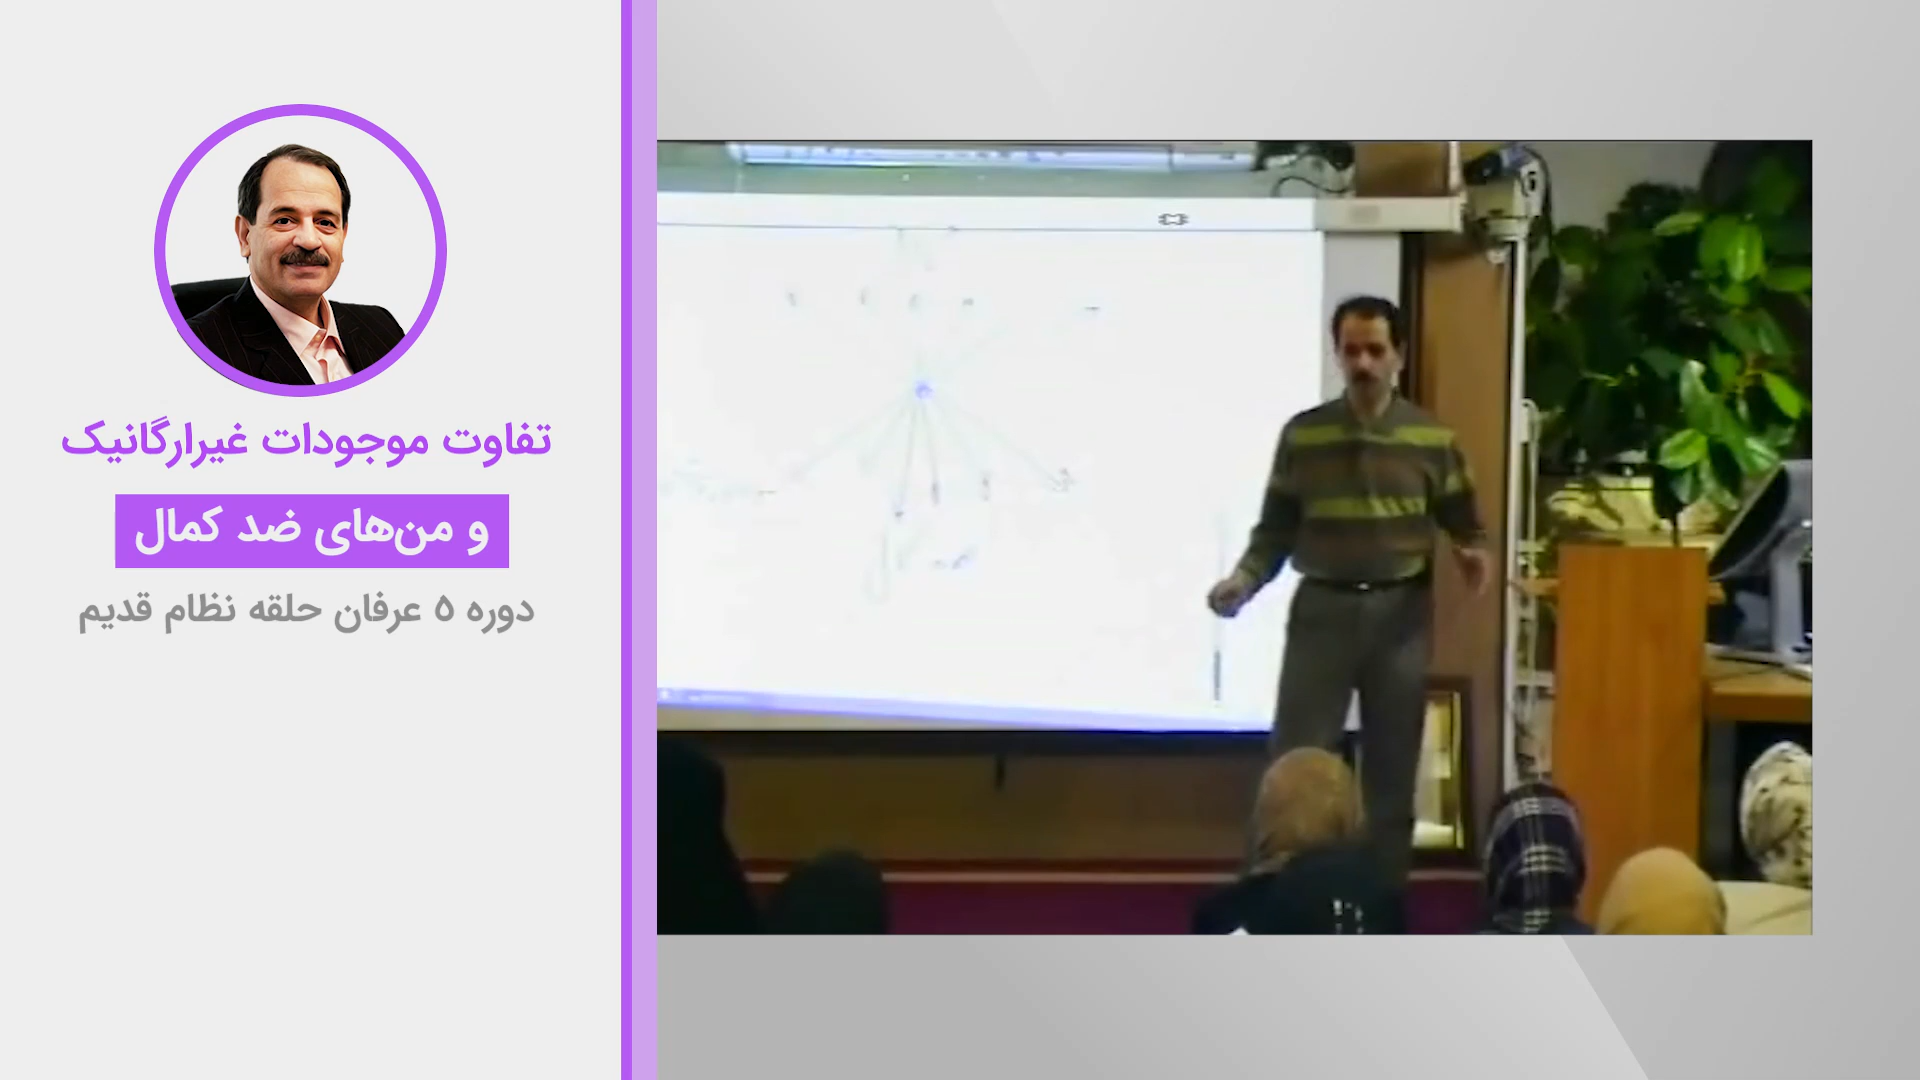 تفاوت موجودات غیرارگانیک
و من‌های ضد کمال
دوره ۵ عرفان حلقه نظام قدیم